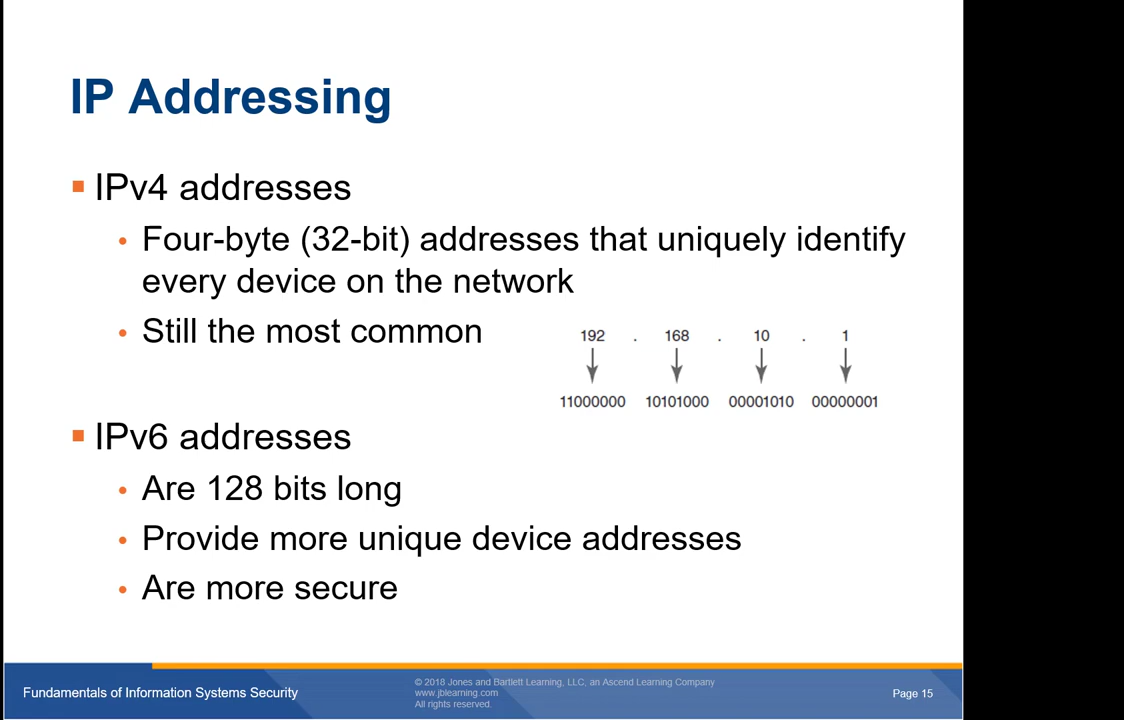 IP Addressing
IPv4 addresses
Four-byte (32-bit) addresses that uniquely identify
every device on the network
Still the most common
192 . 168 . 10 . 1
11000000 10101000 00001010 00000001
IPv6 addresses
Are 128 bits long
Provide more unique device addresses
Are more secure
Fundamentals of Information Systems Security
© 2018 Jones and Bartlett Learning, LLC, an Ascend Learning Company
www.jblearning.com
All rights reserved.
Page 15